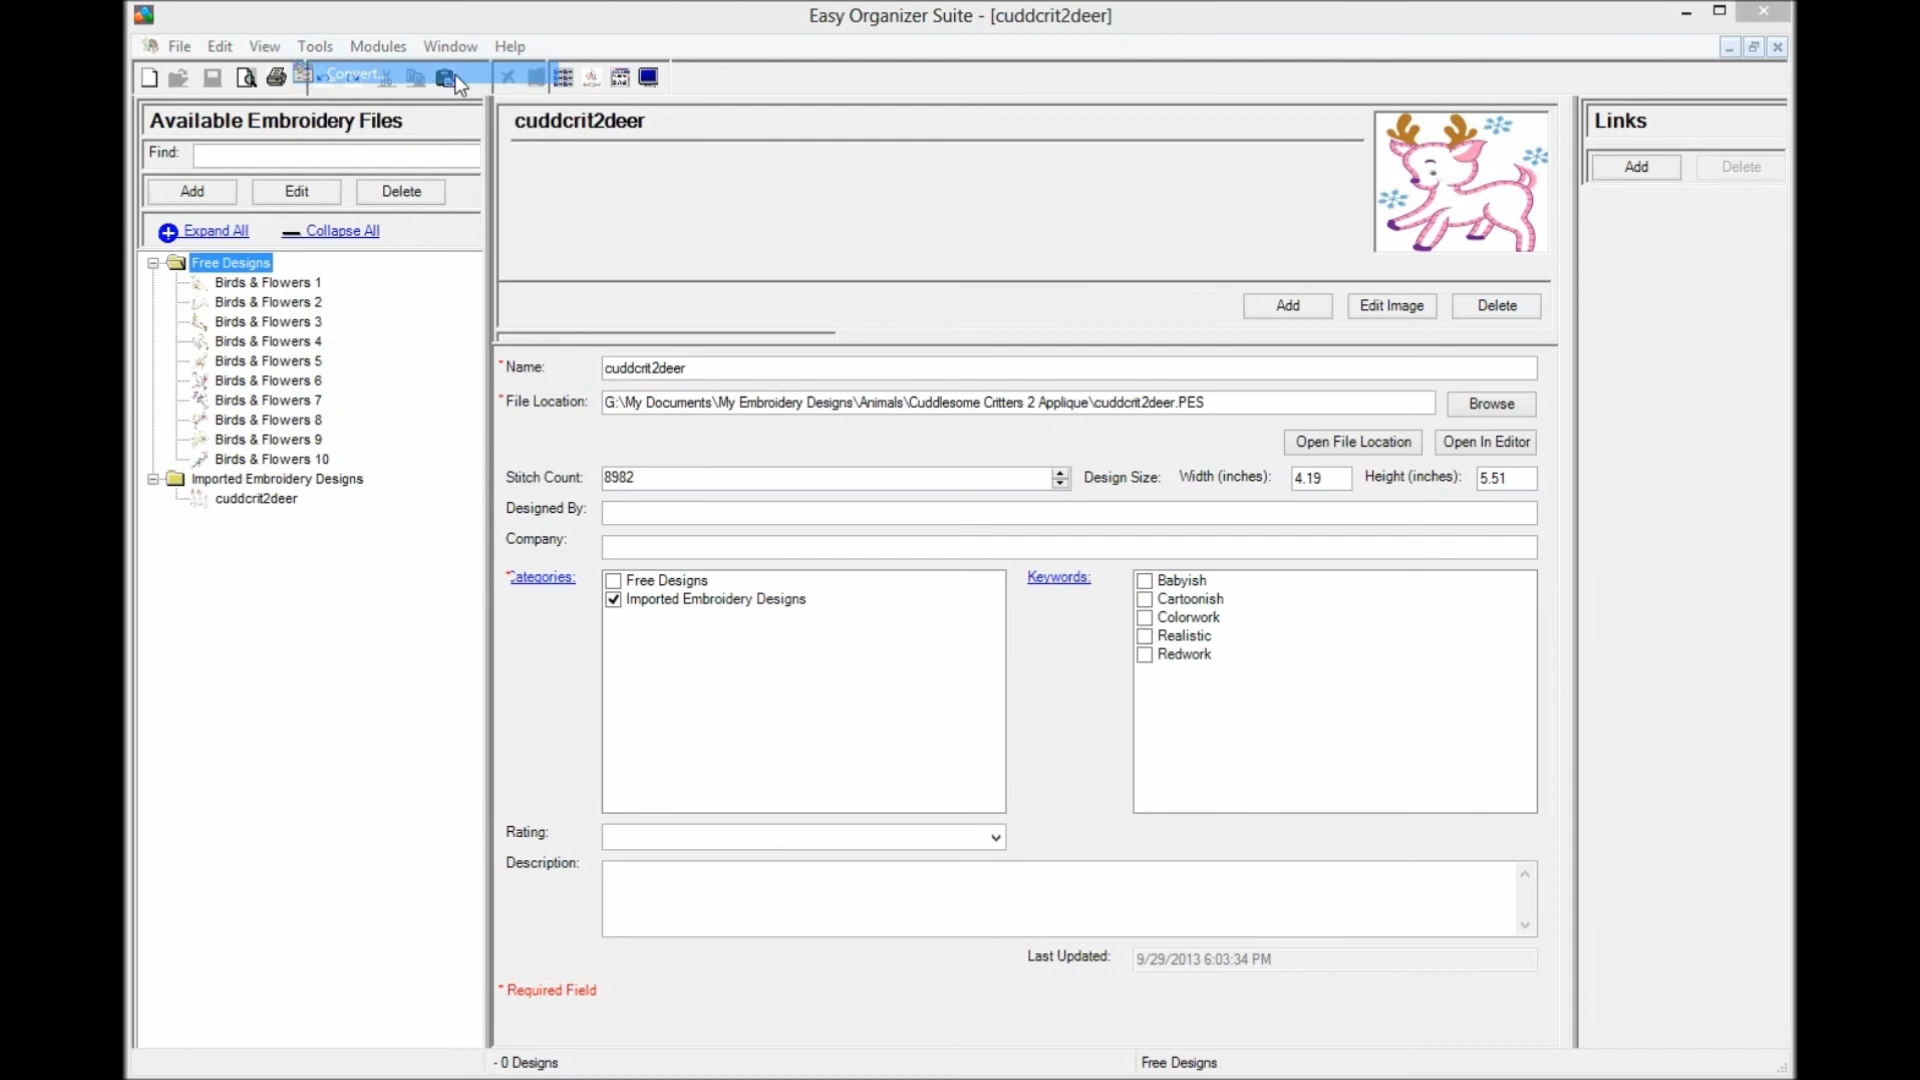 Easy Organizer Suite - [cuddcrit2deer]
File Edit View Tools Modules Window Help
Convert...
Available Embroidery Files
Find:
Add Edit Delete
Expand All Collapse All
Free Designs
Birds & Flowers 1
Birds & Flowers 2
Birds & Flowers 3
Birds & Flowers 4
Birds & Flowers 5
Birds & Flowers 6
Birds & Flowers 7
Birds & Flowers 8
Birds & Flowers 9
Birds & Flowers 10
Imported Embroidery Designs
cuddcrit2deer
cuddcrit2deer
Add Edit Image Delete
* Name: cuddcrit2deer
* File Location: G:\My Documents\My Embroidery Designs\Animals\Cuddlesome Critters 2 Applique\cuddcrit2deer.PES Browse
Open File Location Open In Editor
Stitch Count: 8982 Design Size: Width (inches): 4.19 Height (inches): 5.51
Designed By:
Company:
* Categories:
Free Designs
Imported Embroidery Designs
Keywords:
Babyish
Cartoonish
Colorwork
Realistic
Redwork
Rating:
Description:
Last Updated: 9/29/2013 6:03:34 PM
* Required Field
Links
Add Delete
- 0 Designs Free Designs